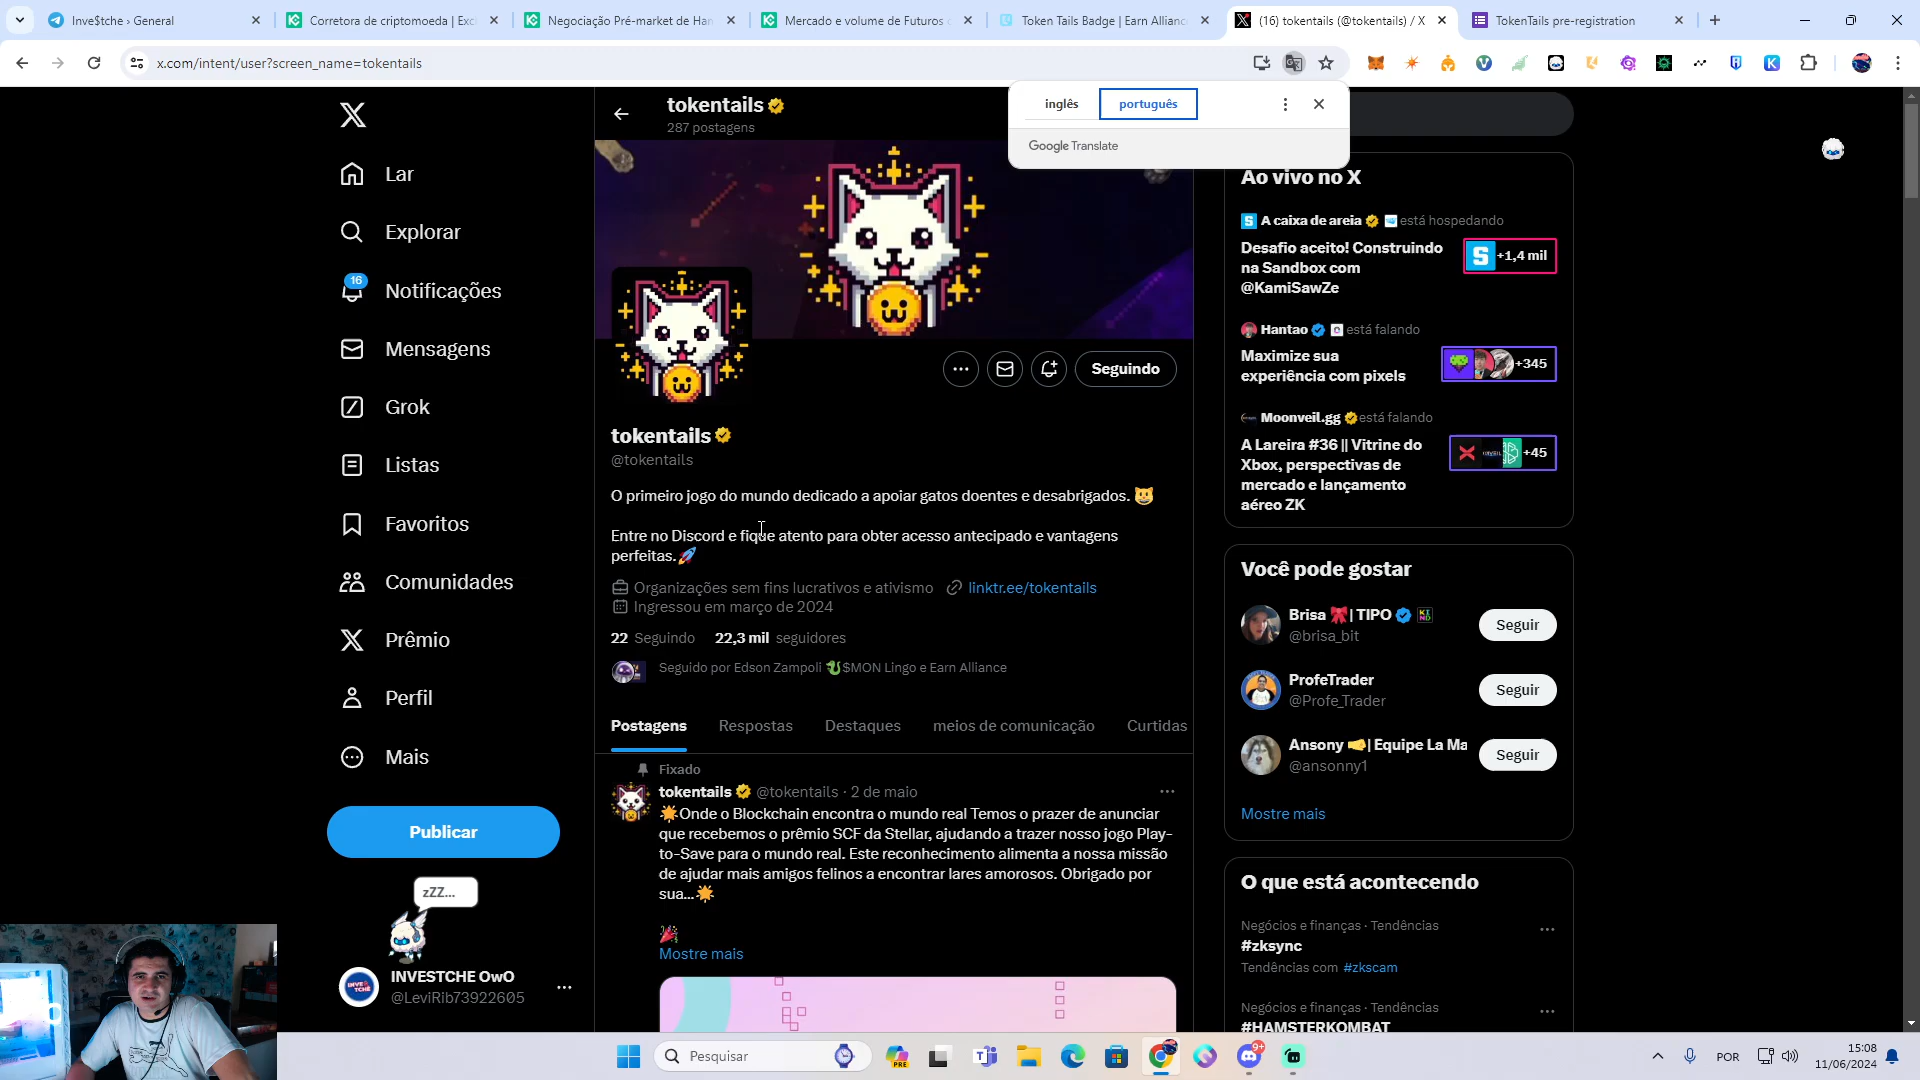 Inve$tche › General
Corretora de criptomoeda | Exc
Negociação Pré-market de Han
Mercado e volume de Futuros c
Token Tails Badge | Earn Allianc
(16) tokentails (@tokentails) / X
TokenTails pre-registration
x.com/intent/user?screen_name=tokentails
inglês
português
Google Translate
Lar
Explorar
16
Notificações
Mensagens
Grok
Listas
Favoritos
Comunidades
Prêmio
Perfil
Mais
Publicar
zZZ...
INVESTCHE OwO
@LeviRib73922605
tokentails
287 postagens
Seguindo
tokentails
@tokentails
O primeiro jogo do mundo dedicado a apoiar gatos doentes e desabrigados. 😺
Entre no Discord e fique atento para obter acesso antecipado e vantagens
perfeitas.🚀
Organizações sem fins lucrativos e ativismo linktr.ee/tokentails
Ingressou em março de 2024
22 Seguindo 22,3 mil seguidores
Seguido por Edson Zampoli 🐉$MON Lingo e Earn Alliance
Postagens Respostas Destaques meios de comunicação Curtidas
Fixado
tokentails @tokentails · 2 de maio
🌟Onde o Blockchain encontra o mundo real Temos o prazer de anunciar
que recebemos o prêmio SCF da Stellar, ajudando a trazer nosso jogo Play-
to-Save para o mundo real. Este reconhecimento alimenta a nossa missão
de ajudar mais amigos felinos a encontrar lares amorosos. Obrigado por
sua...🌟
🎉
Mostre mais
Ao vivo no X
A caixa de areia está hospedando
Desafio aceito! Construindo
na Sandbox com
@KamiSawZe
S +1,4 mil
Hantao está falando
Maximize sua
experiência com pixels
+345
Moonveil.gg está falando
A Lareira #36 || Vitrine do
Xbox, perspectivas de
mercado e lançamento
aéreo ZK
+45
Você pode gostar
Brisa 🎀| TIPO
@brisa_bit
Seguir
ProfeTrader
@Profe_Trader
Seguir
Ansony 🤜| Equipe La Ma
@ansonny1
Seguir
Mostre mais
O que está acontecendo
Negócios e finanças · Tendências
#zksync
Tendências com #zkscam
Negócios e finanças · Tendências
#HAMSTERKOMBAT
Pesquisar
PRE
9+
POR
15:08
11/06/2024